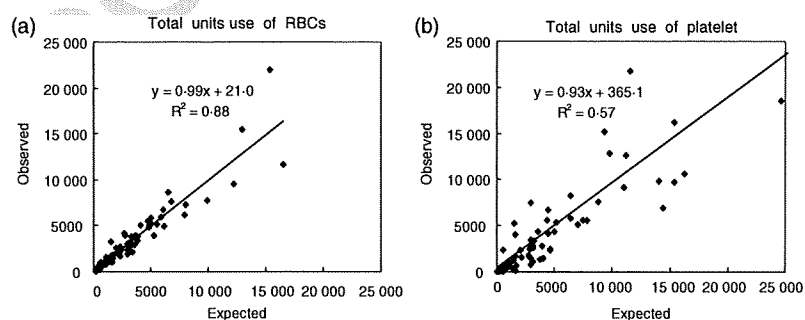 (a)
Total units use of RBCs
25 000
20 000
15 000
10 000
5000
0
Observed
y = 0·99x + 21·0
R² = 0·88
0 5000 10 000 15 000 20 000 25 000
Expected
(b)
Total units use of platelet
25 000
20 000
15 000
10 000
5000
0
Observed
y = 0·93x + 365·1
R² = 0·57
0 5000 10 000 15 000 20 000 25 000
Expected